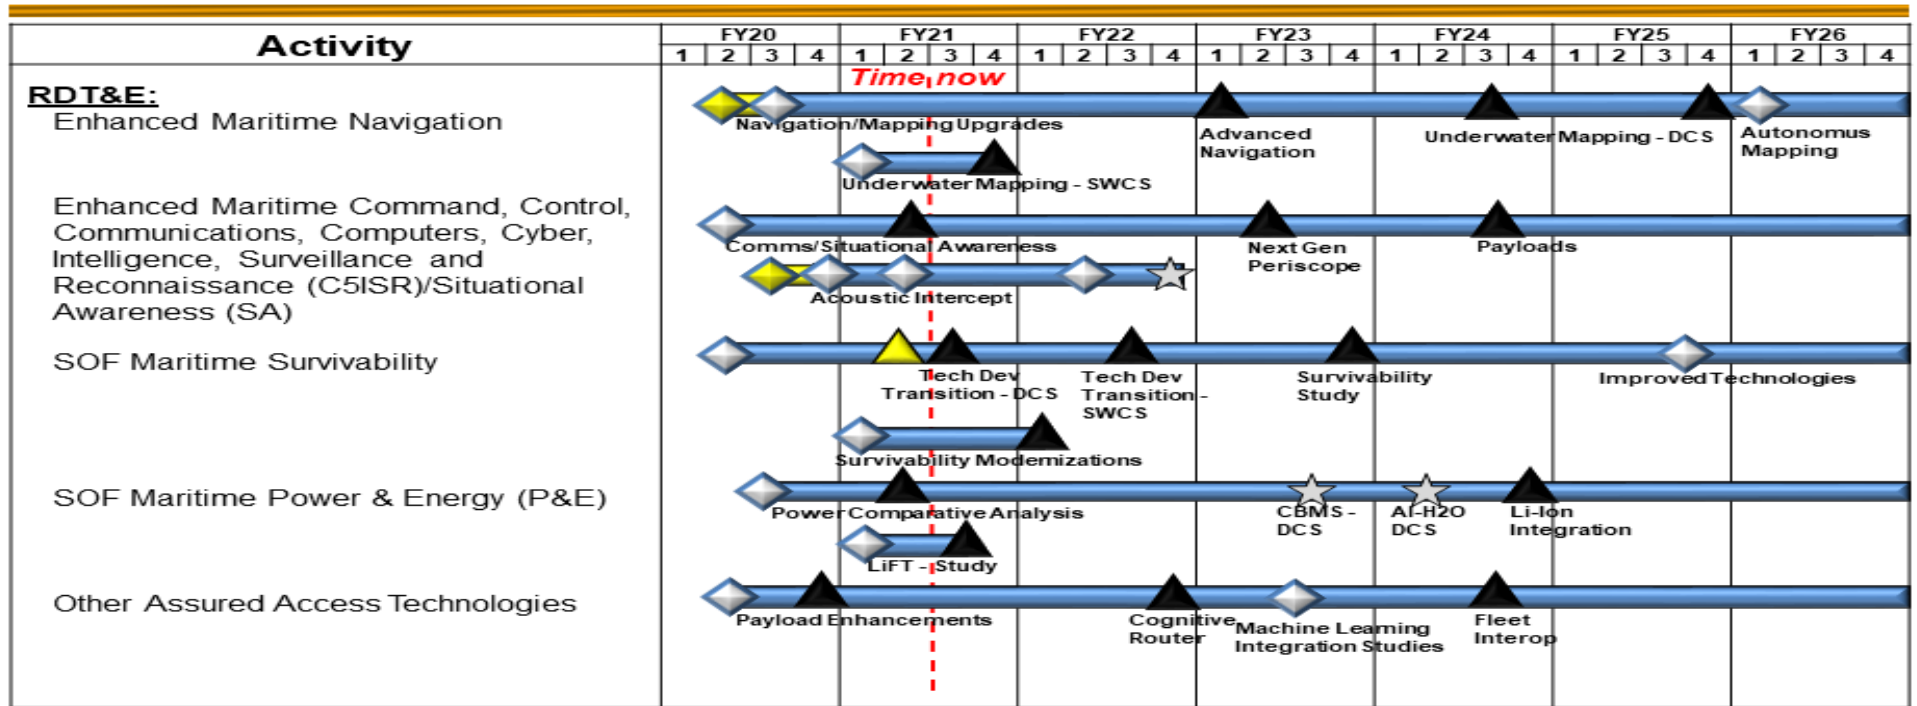 Activity
FY20 FY21 FY22 FY23 FY24 FY25 FY26
1 2 3 4 1 2 3 4 1 2 3 4 1 2 3 4 1 2 3 4 1 2 3 4 1 2 3 4
Time now
RDT&E:
Enhanced Maritime Navigation
Navigation/Mapping Upgrades
Advanced
Navigation
Underwater Mapping - DCS
Autonomus
Mapping
Underwater Mapping - SWCS
Enhanced Maritime Command, Control,
Communications, Computers, Cyber,
Intelligence, Surveillance and
Reconnaissance (C5ISR)/Situational
Awareness (SA)
Comms/Situational Awareness
Next Gen
Periscope
Payloads
Acoustic Intercept
SOF Maritime Survivability
Tech Dev
Transition - DCS
Tech Dev
Transition -
SWCS
Survivability
Study
Improved Technologies
Survivability Modernizations
SOF Maritime Power & Energy (P&E)
Power Comparative Analysis
CBMS -
DCS
Al-H2O
DCS
Li-Ion
Integration
LiFT - Study
Other Assured Access Technologies
Payload Enhancements
Cognitive
Router
Machine Learning
Integration Studies
Fleet
Interop